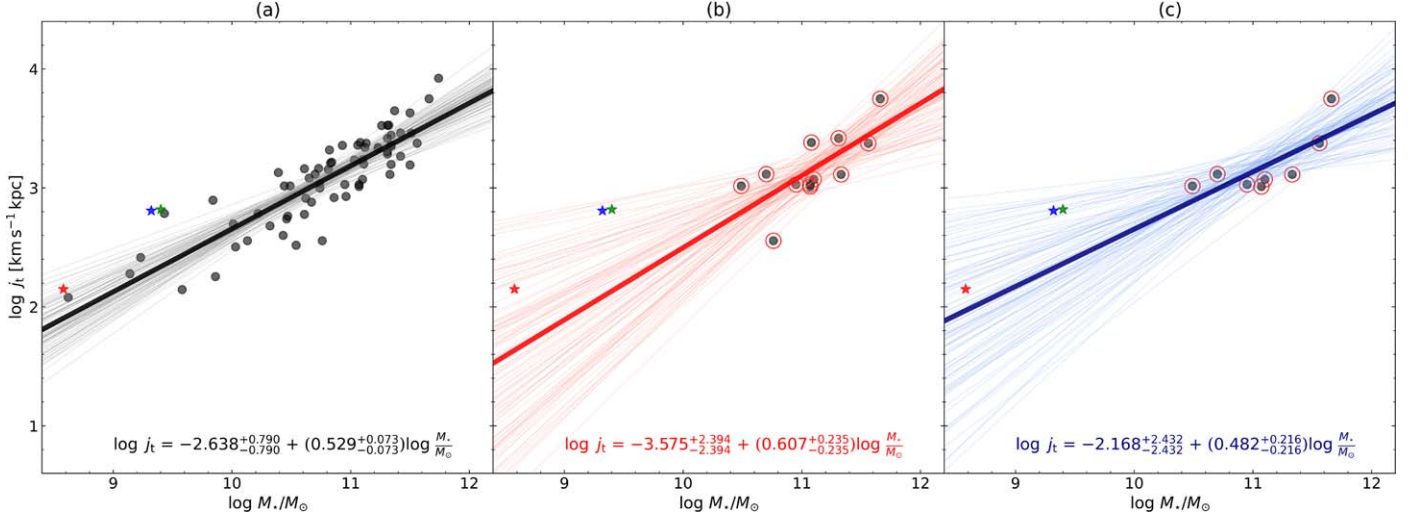 (a) (b) (c)
4
3
2
1
log j_t [km s⁻¹ kpc]
log j_t = −2.638^{+0.790}_{−0.790} + (0.529^{+0.073}_{−0.073})log M⋆/M⊙
log j_t = −3.575^{+2.394}_{−2.394} + (0.607^{+0.235}_{−0.235})log M⋆/M⊙
log j_t = −2.168^{+2.432}_{−2.432} + (0.482^{+0.216}_{−0.216})log M⋆/M⊙
9 10 11 12 9 10 11 12 9 10 11 12
log M⋆/M⊙ log M⋆/M⊙ log M⋆/M⊙